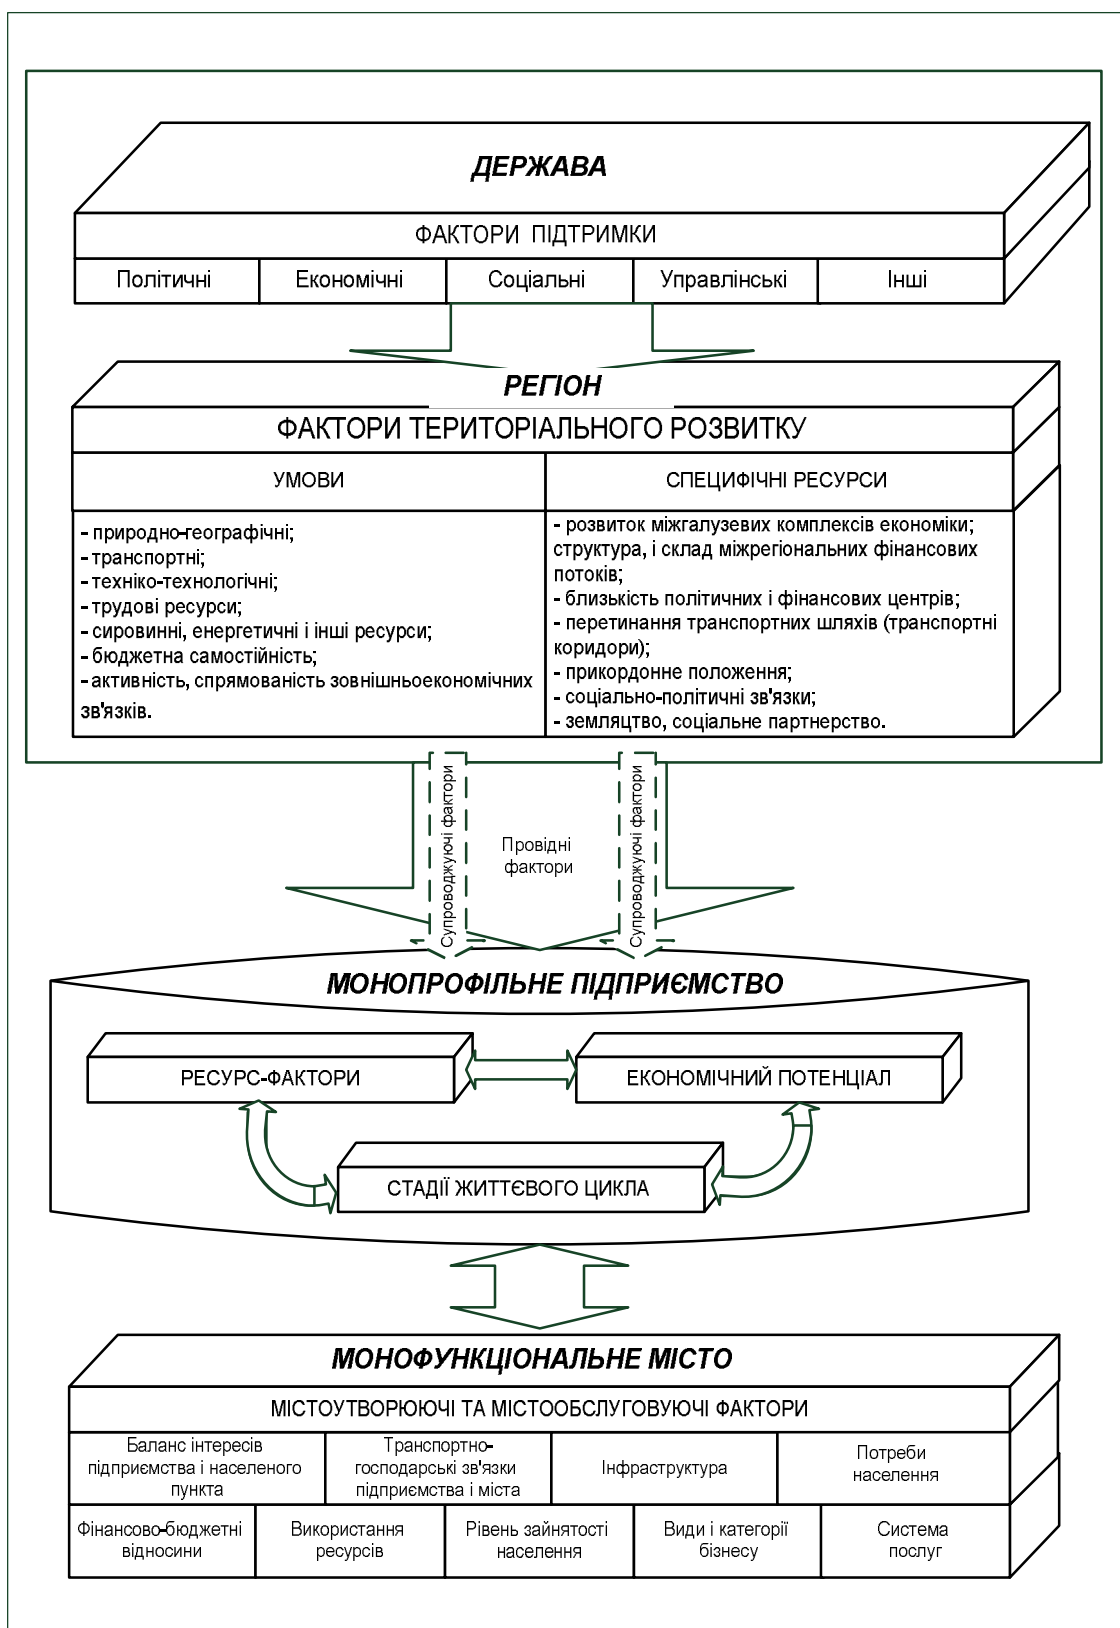 ДЕРЖАВА
ФАКТОРИ ПІДТРИМКИ
Політичні
Економічні
Соціальні
Управлінські
Інші
РЕГІОН
ФАКТОРИ ТЕРИТОРІАЛЬНОГО РОЗВИТКУ
УМОВИ
- природно-географічні;
- транспортні;
- техніко-технологічні;
- трудові ресурси;
- сировинні, енергетичні і інші ресурси;
- бюджетна самостійність;
- активність, спрямованість зовнішньоекономічних
зв'язків.
СПЕЦИФІЧНІ РЕСУРСИ
- розвиток міжгалузевих комплексів економіки;
структура, і склад міжрегіональних фінансових
потоків;
- близькість політичних і фінансових центрів;
- перетинання транспортних шляхів (транспортні
коридори);
- прикордонне положення;
- соціально-політичні зв'язки;
- земляцтво, соціальне партнерство.
Супроводжуючі фактори
Провідні
фактори
Супроводжуючі фактори
МОНОПРОФІЛЬНЕ ПІДПРИЄМСТВО
РЕСУРС-ФАКТОРИ
ЕКОНОМІЧНИЙ ПОТЕНЦІАЛ
СТАДІЇ ЖИТТЄВОГО ЦИКЛА
МОНОФУНКЦІОНАЛЬНЕ МІСТО
МІСТОУТВОРЮЮЧІ ТА МІСТООБСЛУГОВУЮЧІ ФАКТОРИ
Баланс інтересів
підприємства і населеного
пункта
Транспортно-
господарські зв'язки
підприємства і міста
Інфраструктура
Потреби
населення
Фінансово-бюджетні
відносини
Використання
ресурсів
Рівень зайнятості
населення
Види і категорії
бізнесу
Система
послуг